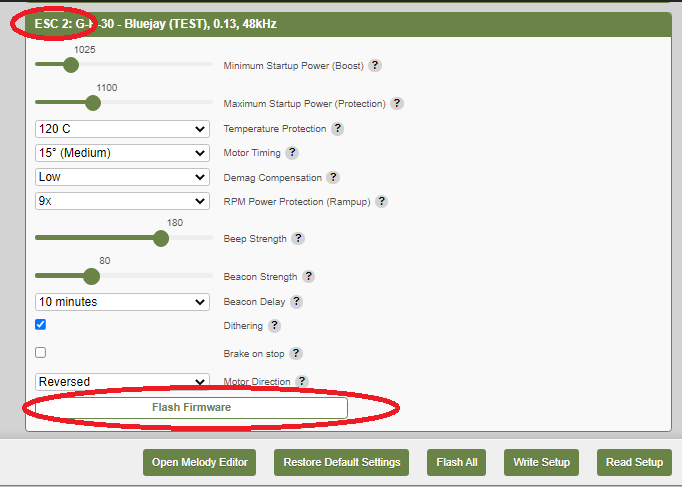 ESC 2: G-H-30 - Bluejay (TEST), 0.13, 48kHz
1025
Minimum Startup Power (Boost) ?
1100
Maximum Startup Power (Protection) ?
120 C Temperature Protection ?
15° (Medium) Motor Timing ?
Low Demag Compensation ?
9x RPM Power Protection (Rampup) ?
180
Beep Strength ?
80
Beacon Strength ?
10 minutes Beacon Delay ?
Dithering ?
Brake on stop ?
Reversed Motor Direction ?
Flash Firmware
Open Melody Editor Restore Default Settings Flash All Write Setup Read Setup